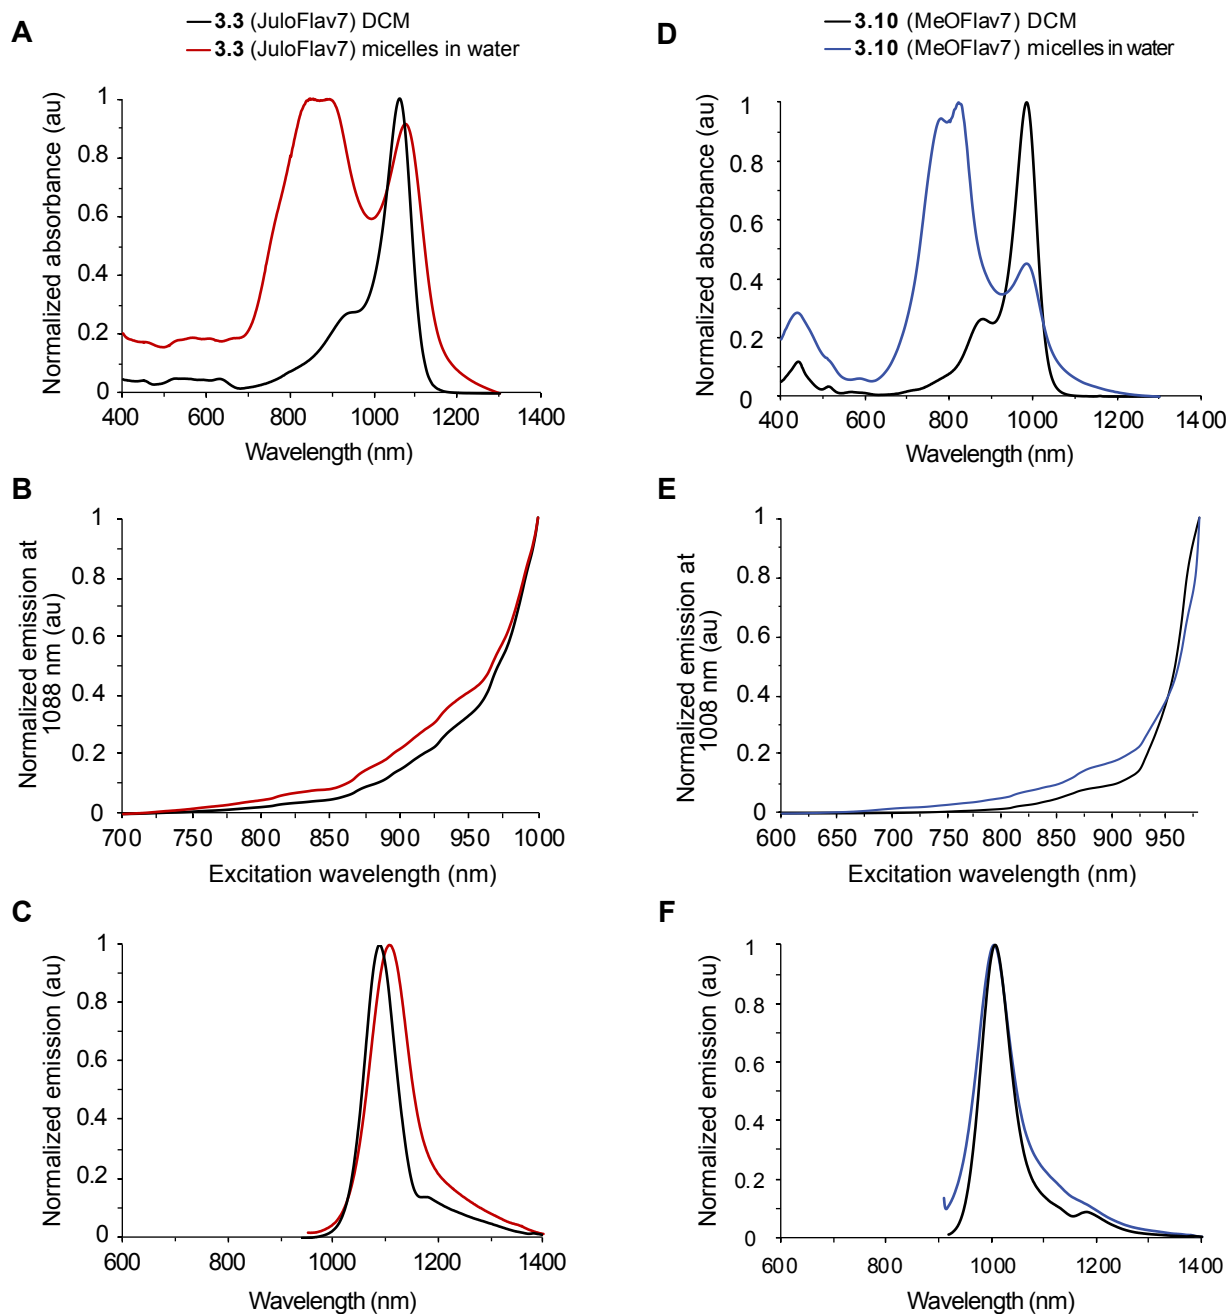 A
3.3 (JuloFlav7) DCM
3.3 (JuloFlav7) micelles in water
Normalized absorbance (au)
1
0.8
0.6
0.4
0.2
0
400 600 800 1000 1200 1400
Wavelength (nm)
D
3.10 (MeOFlav7) DCM
3.10 (MeOFlav7) micelles in water
Normalized absorbance (au)
1
0.8
0.6
0.4
0.2
0
400 600 800 1000 1200 1400
Wavelength (nm)
B
Normalized emission at
1088 nm (au)
1
0.8
0.6
0.4
0.2
0
700 750 800 850 900 950 1000
Excitation wavelength (nm)
E
Normalized emission at
1008 nm (au)
1
0.8
0.6
0.4
0.2
0
600 650 700 750 800 850 900 950
Excitation wavelength (nm)
C
Normalized emission (au)
1
0.8
0.6
0.4
0.2
0
600 800 1000 1200 1400
Wavelength (nm)
F
Normalized emission (au)
1
0.8
0.6
0.4
0.2
0
600 800 1000 1200 1400
Wavelength (nm)